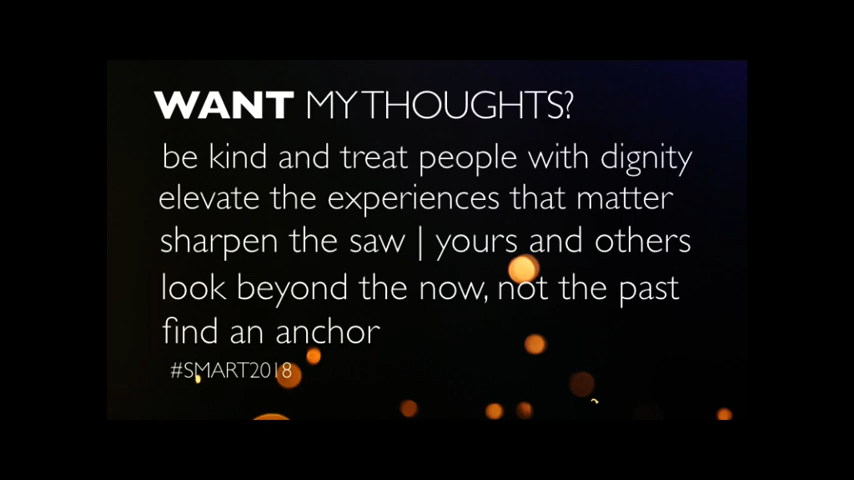 WANT MY THOUGHTS?
be kind and treat people with dignity
elevate the experiences that matter
sharpen the saw | yours and others
look beyond the now, not the past
find an anchor
#SMART2018